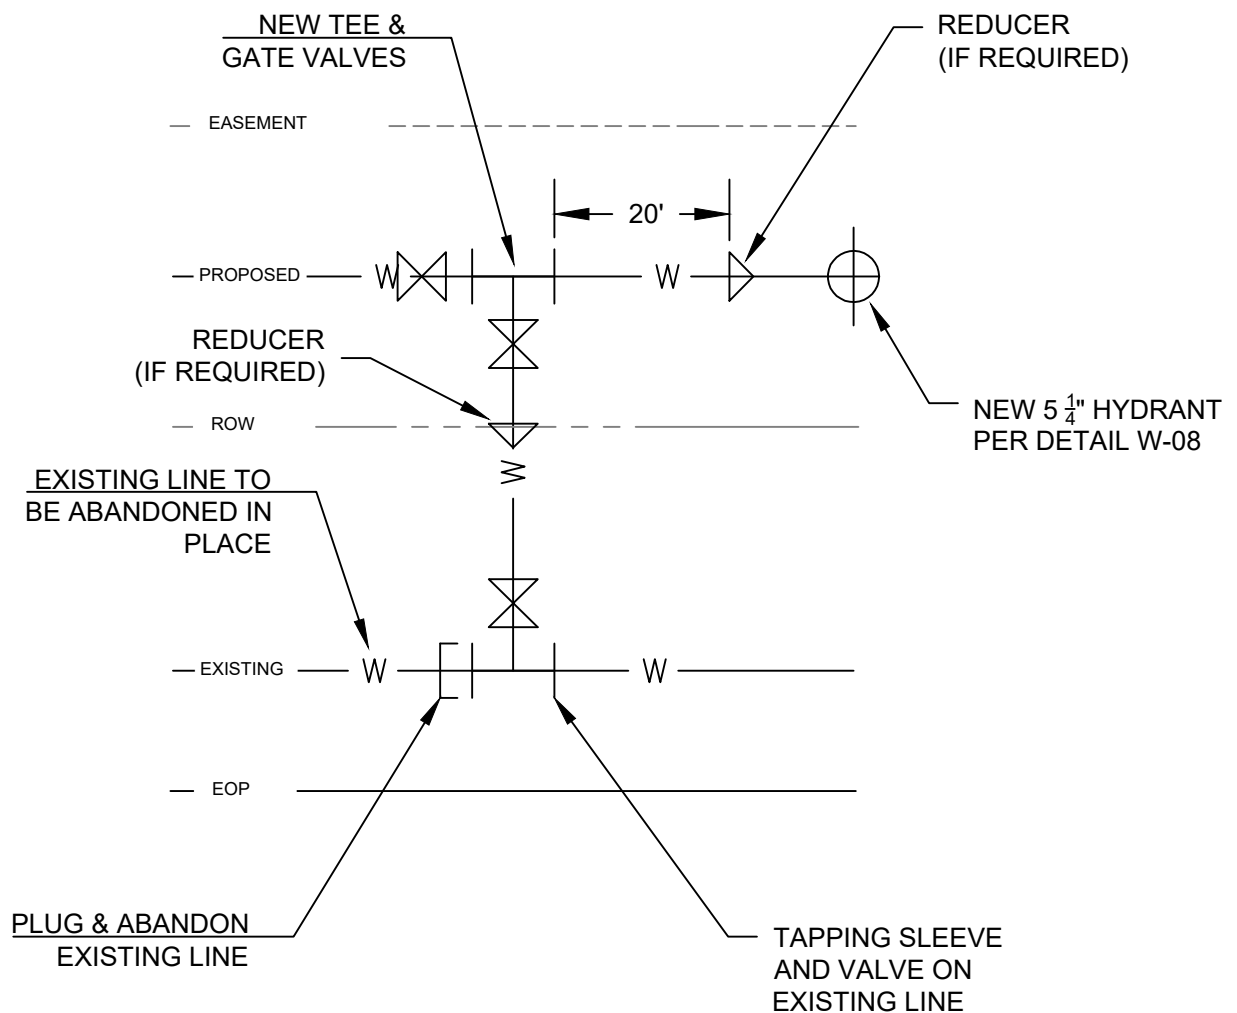 NEW TEE &
GATE VALVES
REDUCER
(IF REQUIRED)
EASEMENT
20'
PROPOSED
W
W
REDUCER
(IF REQUIRED)
NEW 5 1/4" HYDRANT
PER DETAIL W-08
ROW
W
EXISTING LINE TO
BE ABANDONED IN
PLACE
EXISTING
W
W
EOP
PLUG & ABANDON
EXISTING LINE
TAPPING SLEEVE
AND VALVE ON
EXISTING LINE